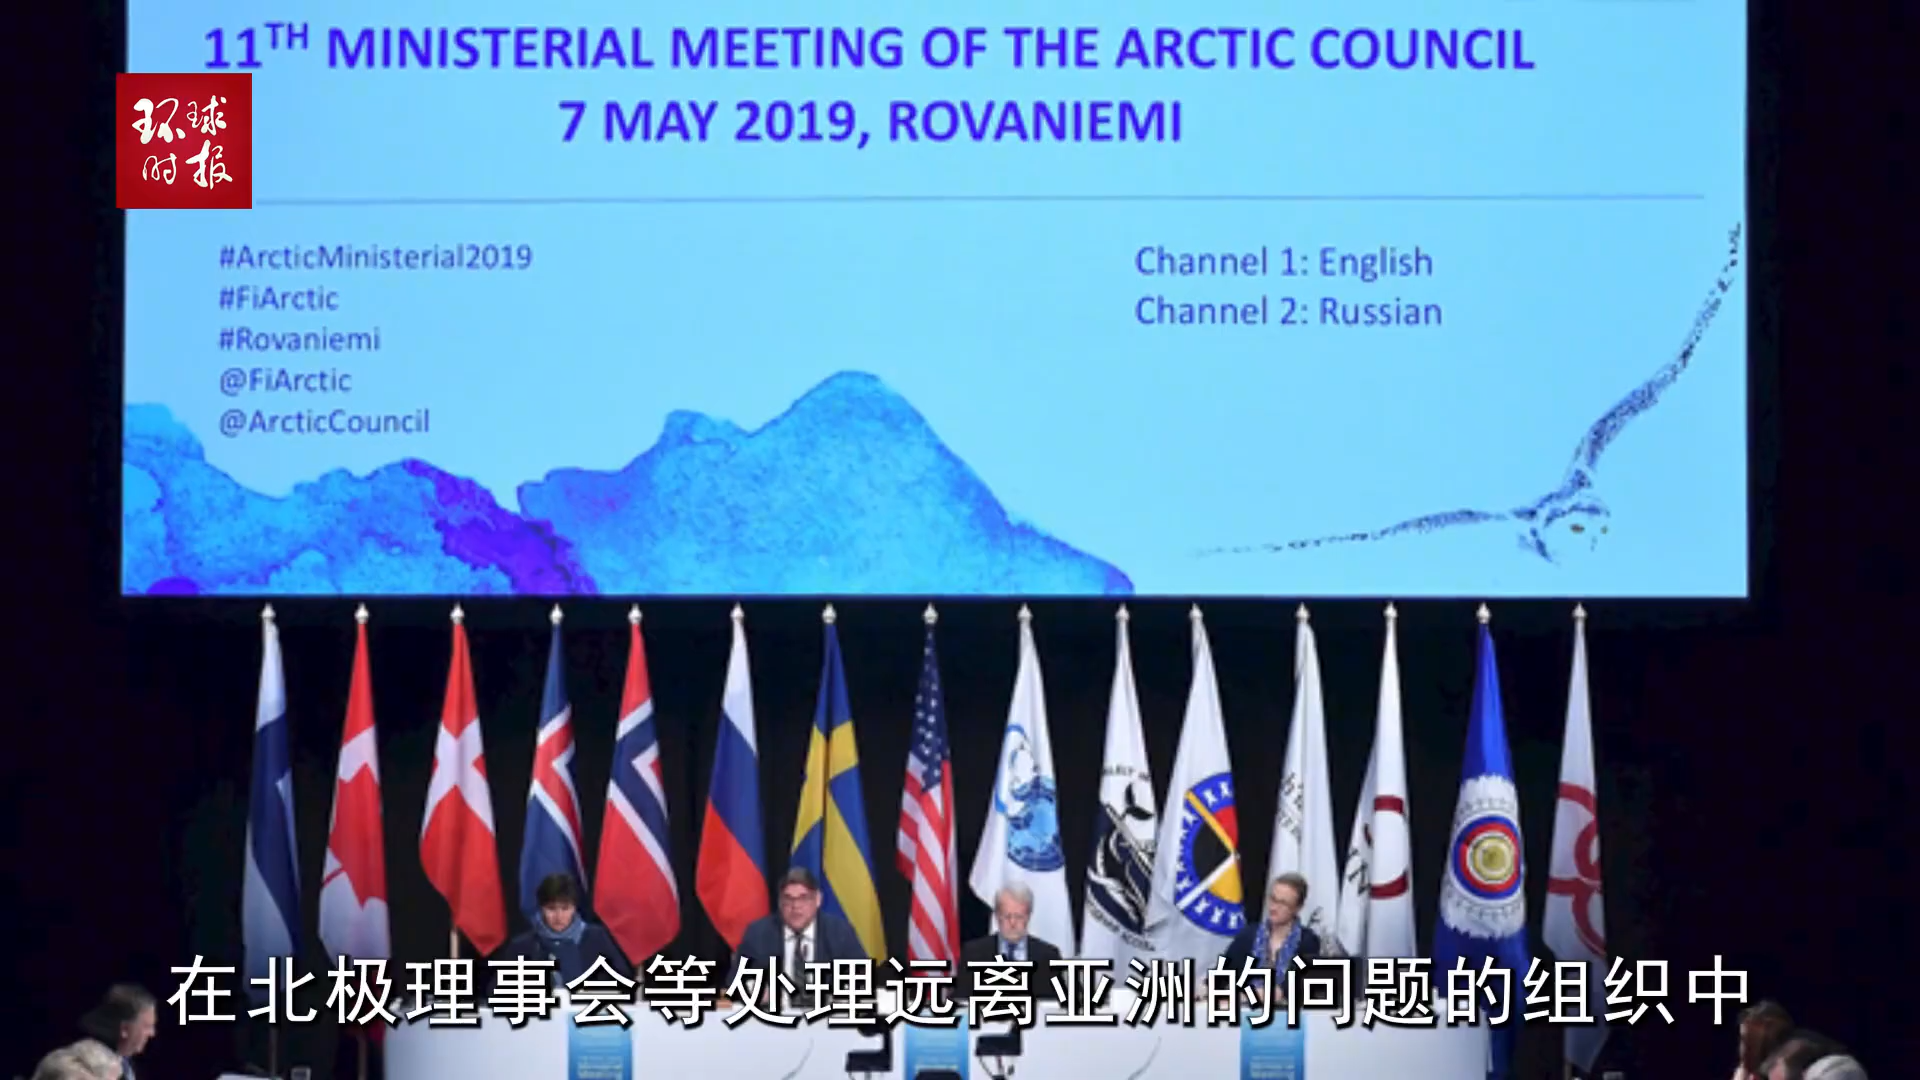 11TH MINISTERIAL MEETING OF THE ARCTIC COUNCIL
7 MAY 2019, ROVANIEMI
环球
时报
#ArcticMinisterial2019
#FiArctic
#Rovaniemi
@FiArctic
@ArcticCouncil
Channel 1: English
Channel 2: Russian
在北极理事会等处理远离亚洲的问题的组织中